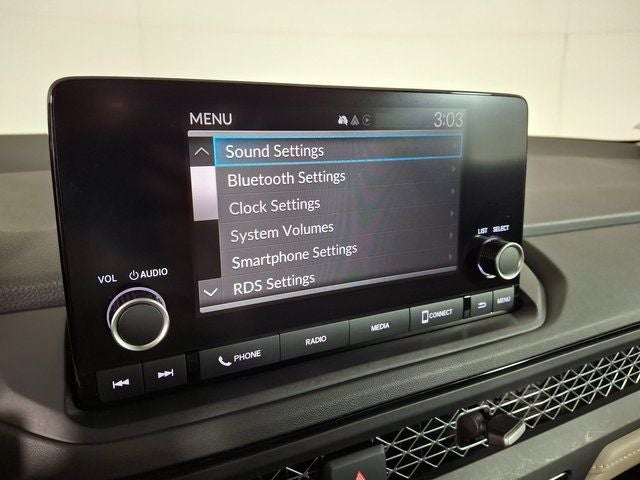 MENU 3:03
Sound Settings
Bluetooth Settings
Clock Settings
System Volumes
Smartphone Settings
RDS Settings
LIST SELECT
VOL AUDIO
PHONE RADIO MEDIA CONNECT MENU